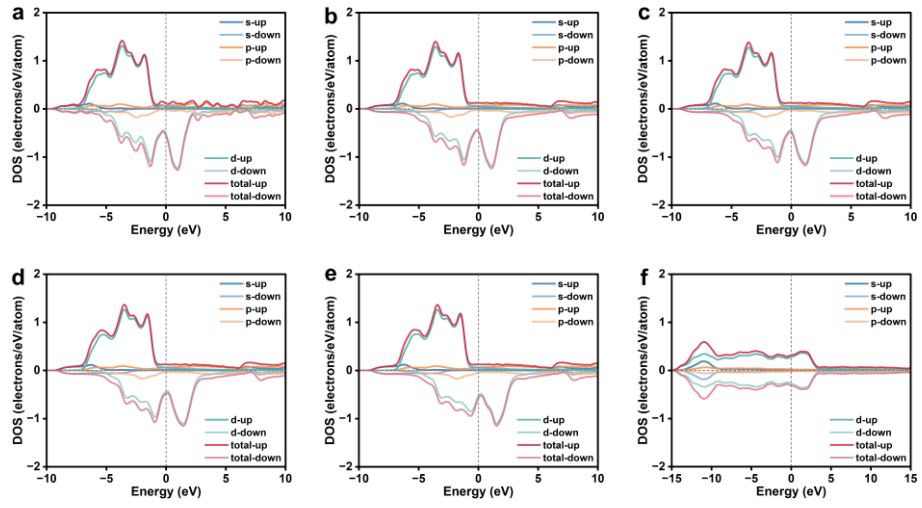 a
2
1
0
−1
−2
DOS (electrons/eV/atom)
s-up
s-down
p-up
p-down
d-up
d-down
total-up
total-down
−10 −5 0 5 10
Energy (eV)
b
2
1
0
−1
−2
DOS (electrons/eV/atom)
s-up
s-down
p-up
p-down
d-up
d-down
total-up
total-down
−10 −5 0 5 10
Energy (eV)
c
2
1
0
−1
−2
DOS (electrons/eV/atom)
s-up
s-down
p-up
p-down
d-up
d-down
total-up
total-down
−10 −5 0 5 10
Energy (eV)
d
2
1
0
−1
−2
DOS (electrons/eV/atom)
s-up
s-down
p-up
p-down
d-up
d-down
total-up
total-down
−10 −5 0 5 10
Energy (eV)
e
2
1
0
−1
−2
DOS (electrons/eV/atom)
s-up
s-down
p-up
p-down
d-up
d-down
total-up
total-down
−10 −5 0 5 10
Energy (eV)
f
2
1
0
−1
−2
DOS (electrons/eV/atom)
s-up
s-down
p-up
p-down
d-up
d-down
total-up
total-down
−15 −10 −5 0 5 10 15
Energy (eV)